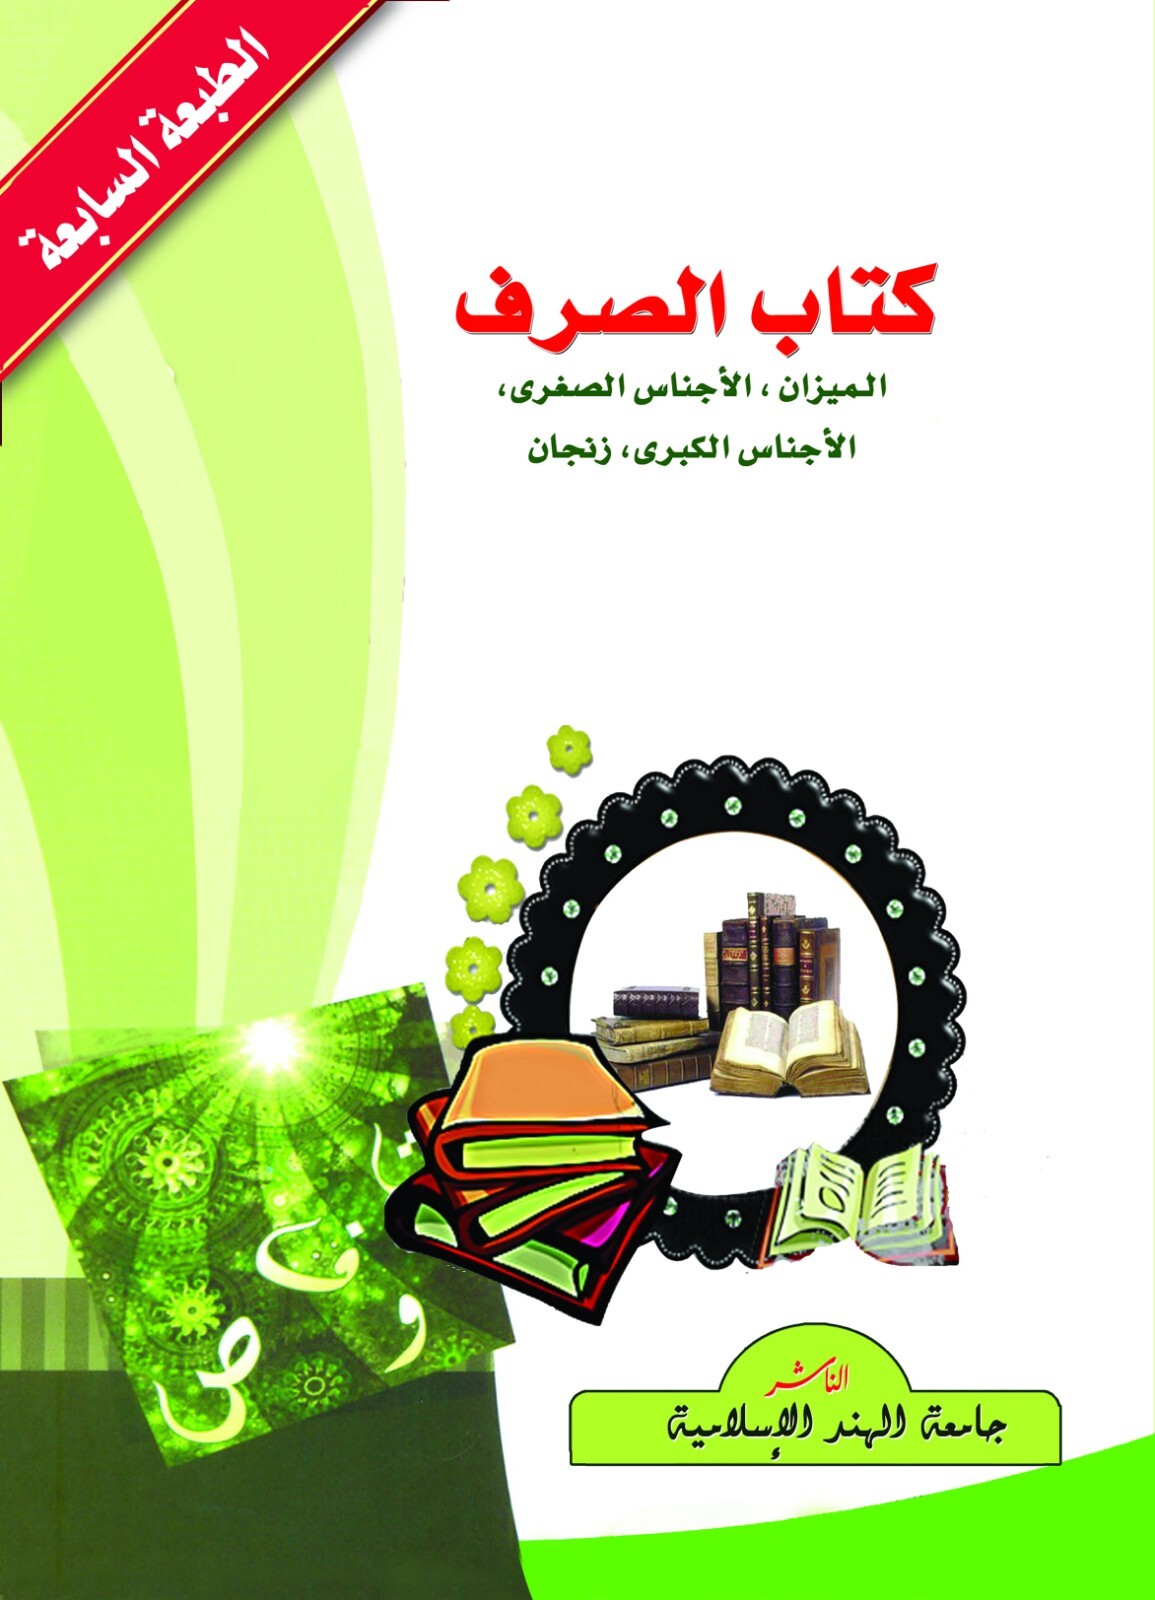 الطبعة السابعة
كتاب الصرف
الميزان ، الأجناس الصغرى،
الأجناس الكبرى، زنجان
الناشر
جامعة الهند الإسلامية